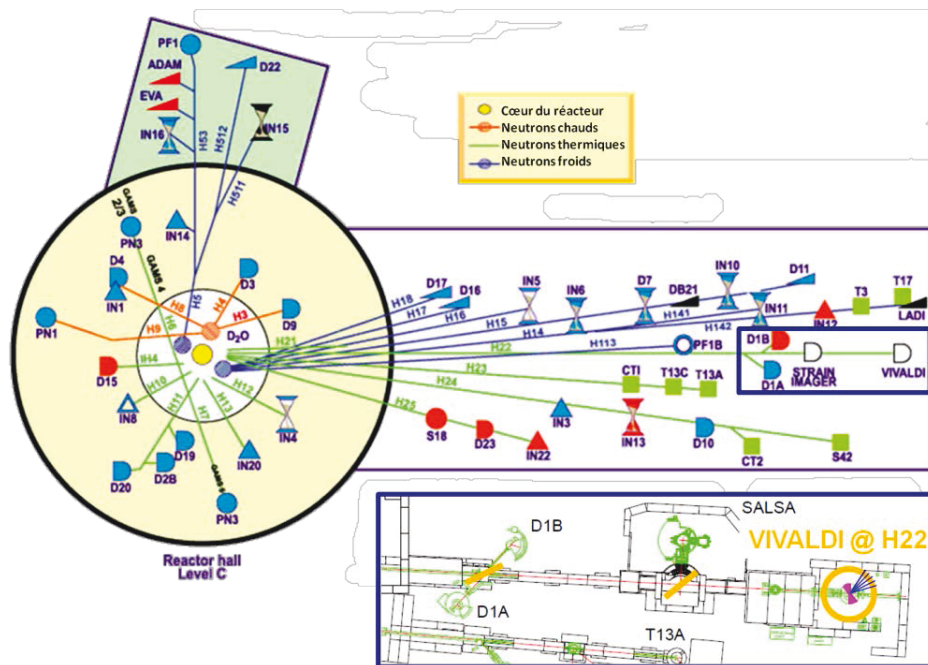 PF1
ADAM
D22
EVA
IN16
IN15
H53
H512
H511
Cœur du réacteur
Neutrons chauds
Neutrons thermiques
Neutrons froids
GAMS
2/3
PN3
GAMS 4
IN14
D4
IN1
D3
D9
PN1
H8
H4
H3
H9
H6
H5
D2O
H21
D15
IH4
H10
H11
H7
H13
H12
IN8
IN4
D19
D2B
D20
IN20
PN3
Reactor hall
Level C
H18
H17
H16
H15
H14
H113
H22
H23
H24
H25
H141
H142
D17
D16
IN5
IN6
D7
DB21
IN10
IN11
D11
T3
T17
LADI
IN12
PF1B
D1B
D1A
STRAIN
IMAGER
VIVALDI
CTI
T13C
T13A
IN3
IN13
D10
CT2
S42
S18
D23
IN22
SALSA
D1B
VIVALDI @ H22
D1A
T13A